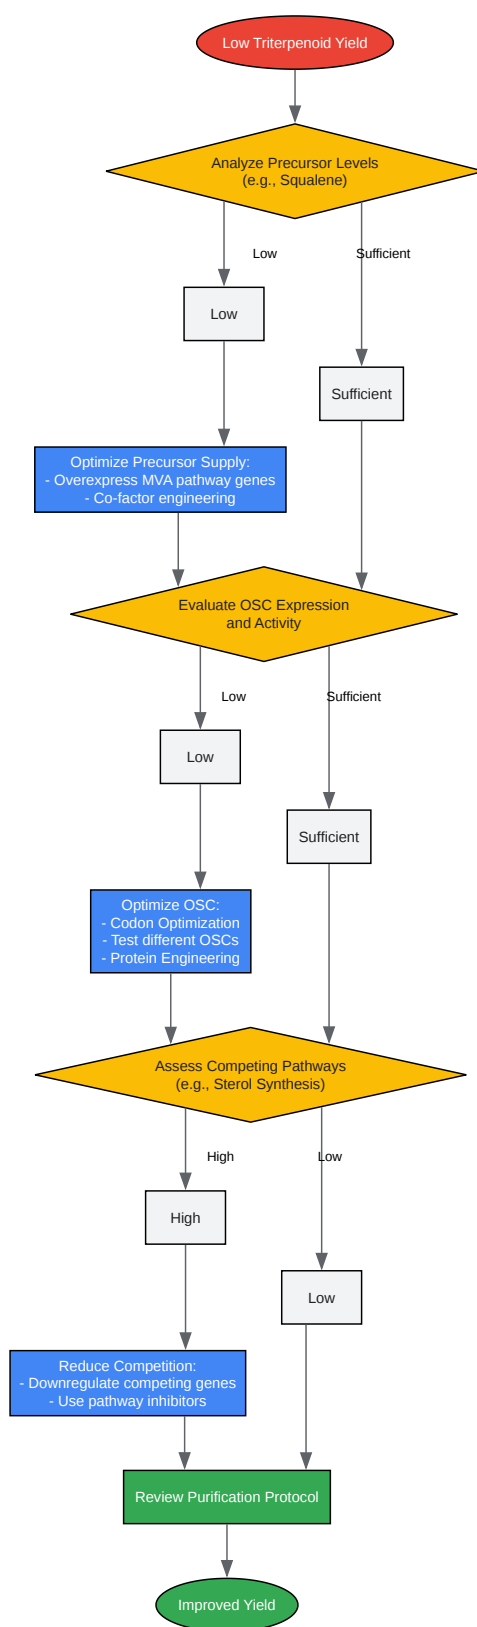 Low Triterpenoid Yield
Analyze Precursor Levels
(e.g., Squalene)
Low
Sufficient
Low
Sufficient
Optimize Precursor Supply:
- Overexpress MVA pathway genes
- Co-factor engineering
Evaluate OSC Expression
and Activity
Low
Sufficient
Low
Sufficient
Optimize OSC:
- Codon Optimization
- Test different OSCs
- Protein Engineering
Assess Competing Pathways
(e.g., Sterol Synthesis)
High
Low
High
Low
Reduce Competition:
- Downregulate competing genes
- Use pathway inhibitors
Review Purification Protocol
Improved Yield